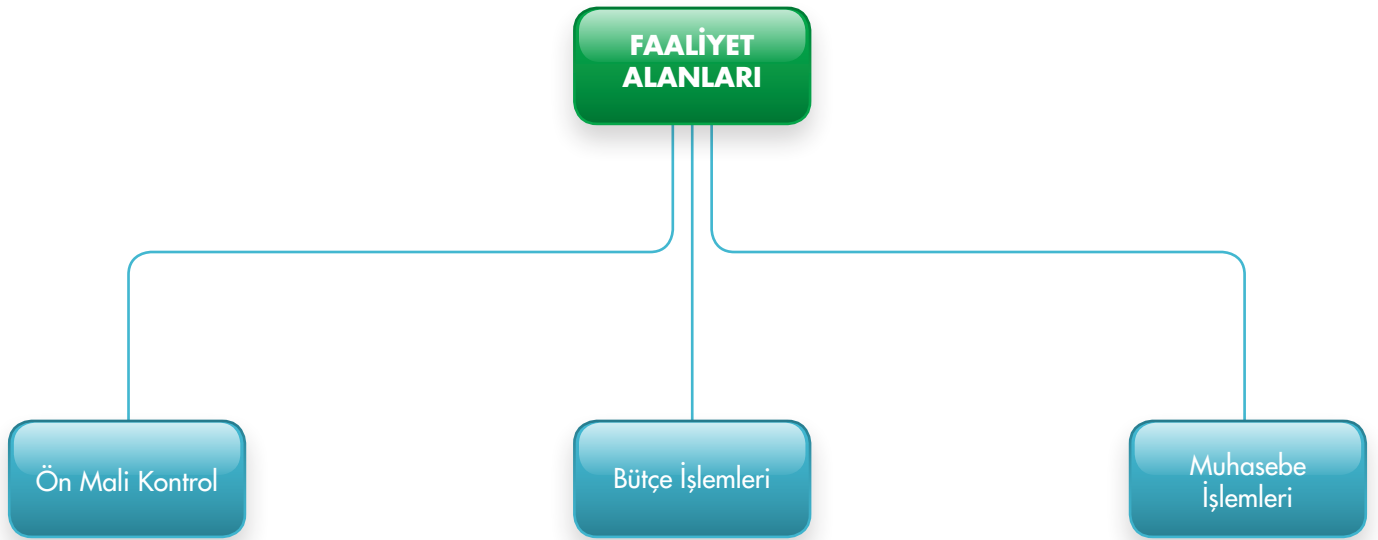 FAALİYET
ALANLARI
Ön Mali Kontrol
Bütçe İşlemleri
Muhasebe
İşlemleri